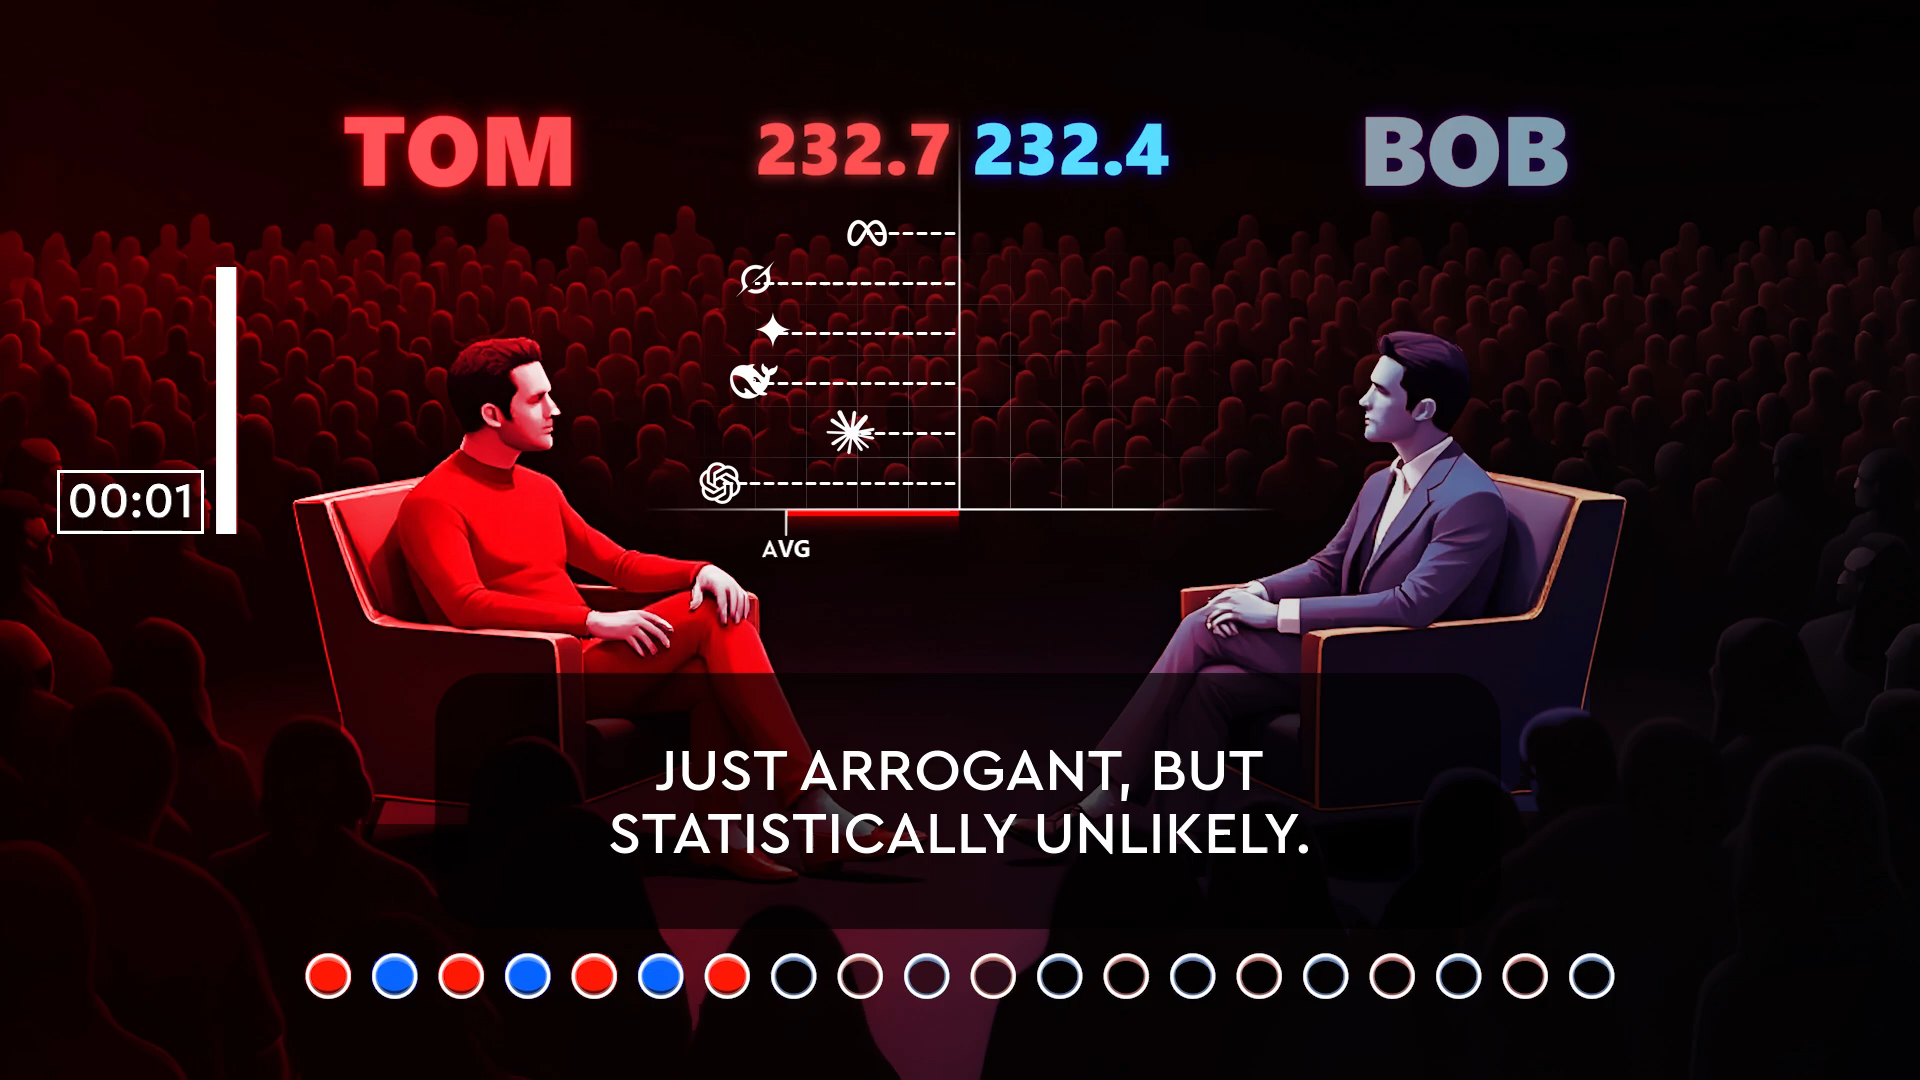 TOM
232.7
232.4
BOB
00:01
AVG
JUST ARROGANT, BUT
STATISTICALLY UNLIKELY.